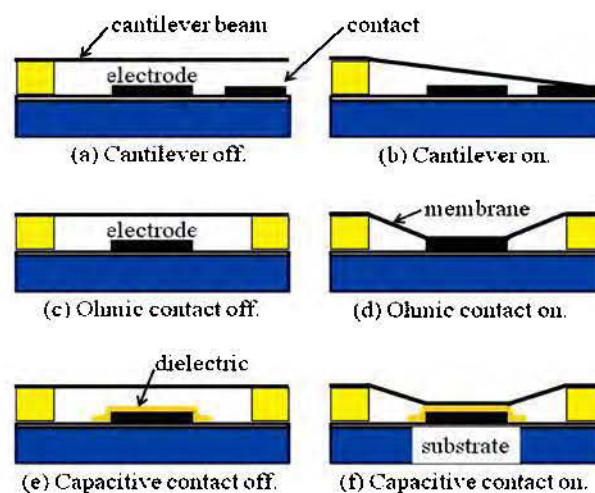 cantilever beam
contact
electrode
(a) Cantilever off.
(b) Cantilever on.
electrode
membrane
(c) Ohmic contact off.
(d) Ohmic contact on.
dielectric
substrate
(e) Capacitive contact off.
(f) Capacitive contact on.